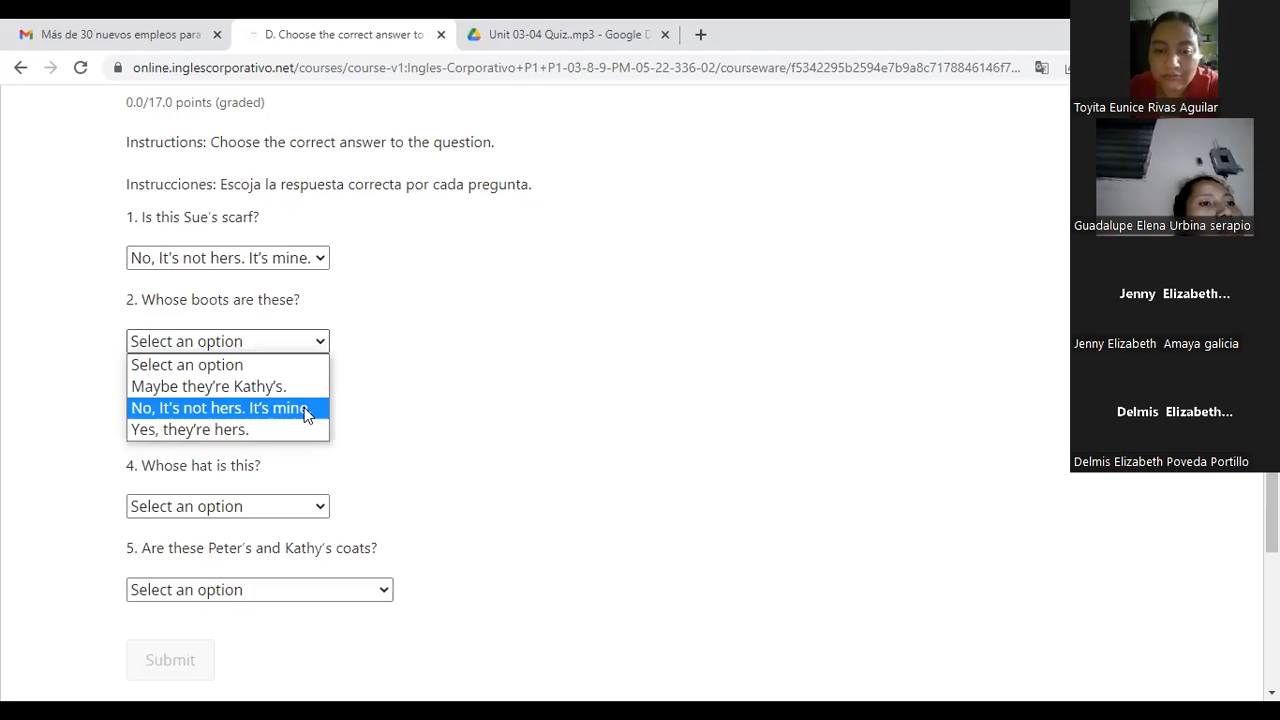 Más de 30 nuevos empleos para
D. Choose the correct answer to
Unit 03-04 Quiz..mp3 - Google D
online.inglescorporativo.net/courses/course-v1:Ingles-Corporativo+P1+P1-03-8-9-PM-05-22-336-02/courseware/f5342295b2594e7b9a8c7178846146f7...
0.0/17.0 points (graded)
Instructions: Choose the correct answer to the question.
Instrucciones: Escoja la respuesta correcta por cada pregunta.
1. Is this Sue´s scarf?
No, It's not hers. It’s mine.
2. Whose boots are these?
Select an option
Select an option
Maybe they’re Kathy’s.
No, It's not hers. It’s mine.
Yes, they’re hers.
4. Whose hat is this?
Select an option
5. Are these Peter´s and Kathy´s coats?
Select an option
Submit
Toyita Eunice Rivas Aguilar
Guadalupe Elena Urbina serapio
Jenny Elizabeth...
Jenny Elizabeth Amaya galicia
Delmis Elizabeth...
Delmis Elizabeth Poveda Portillo